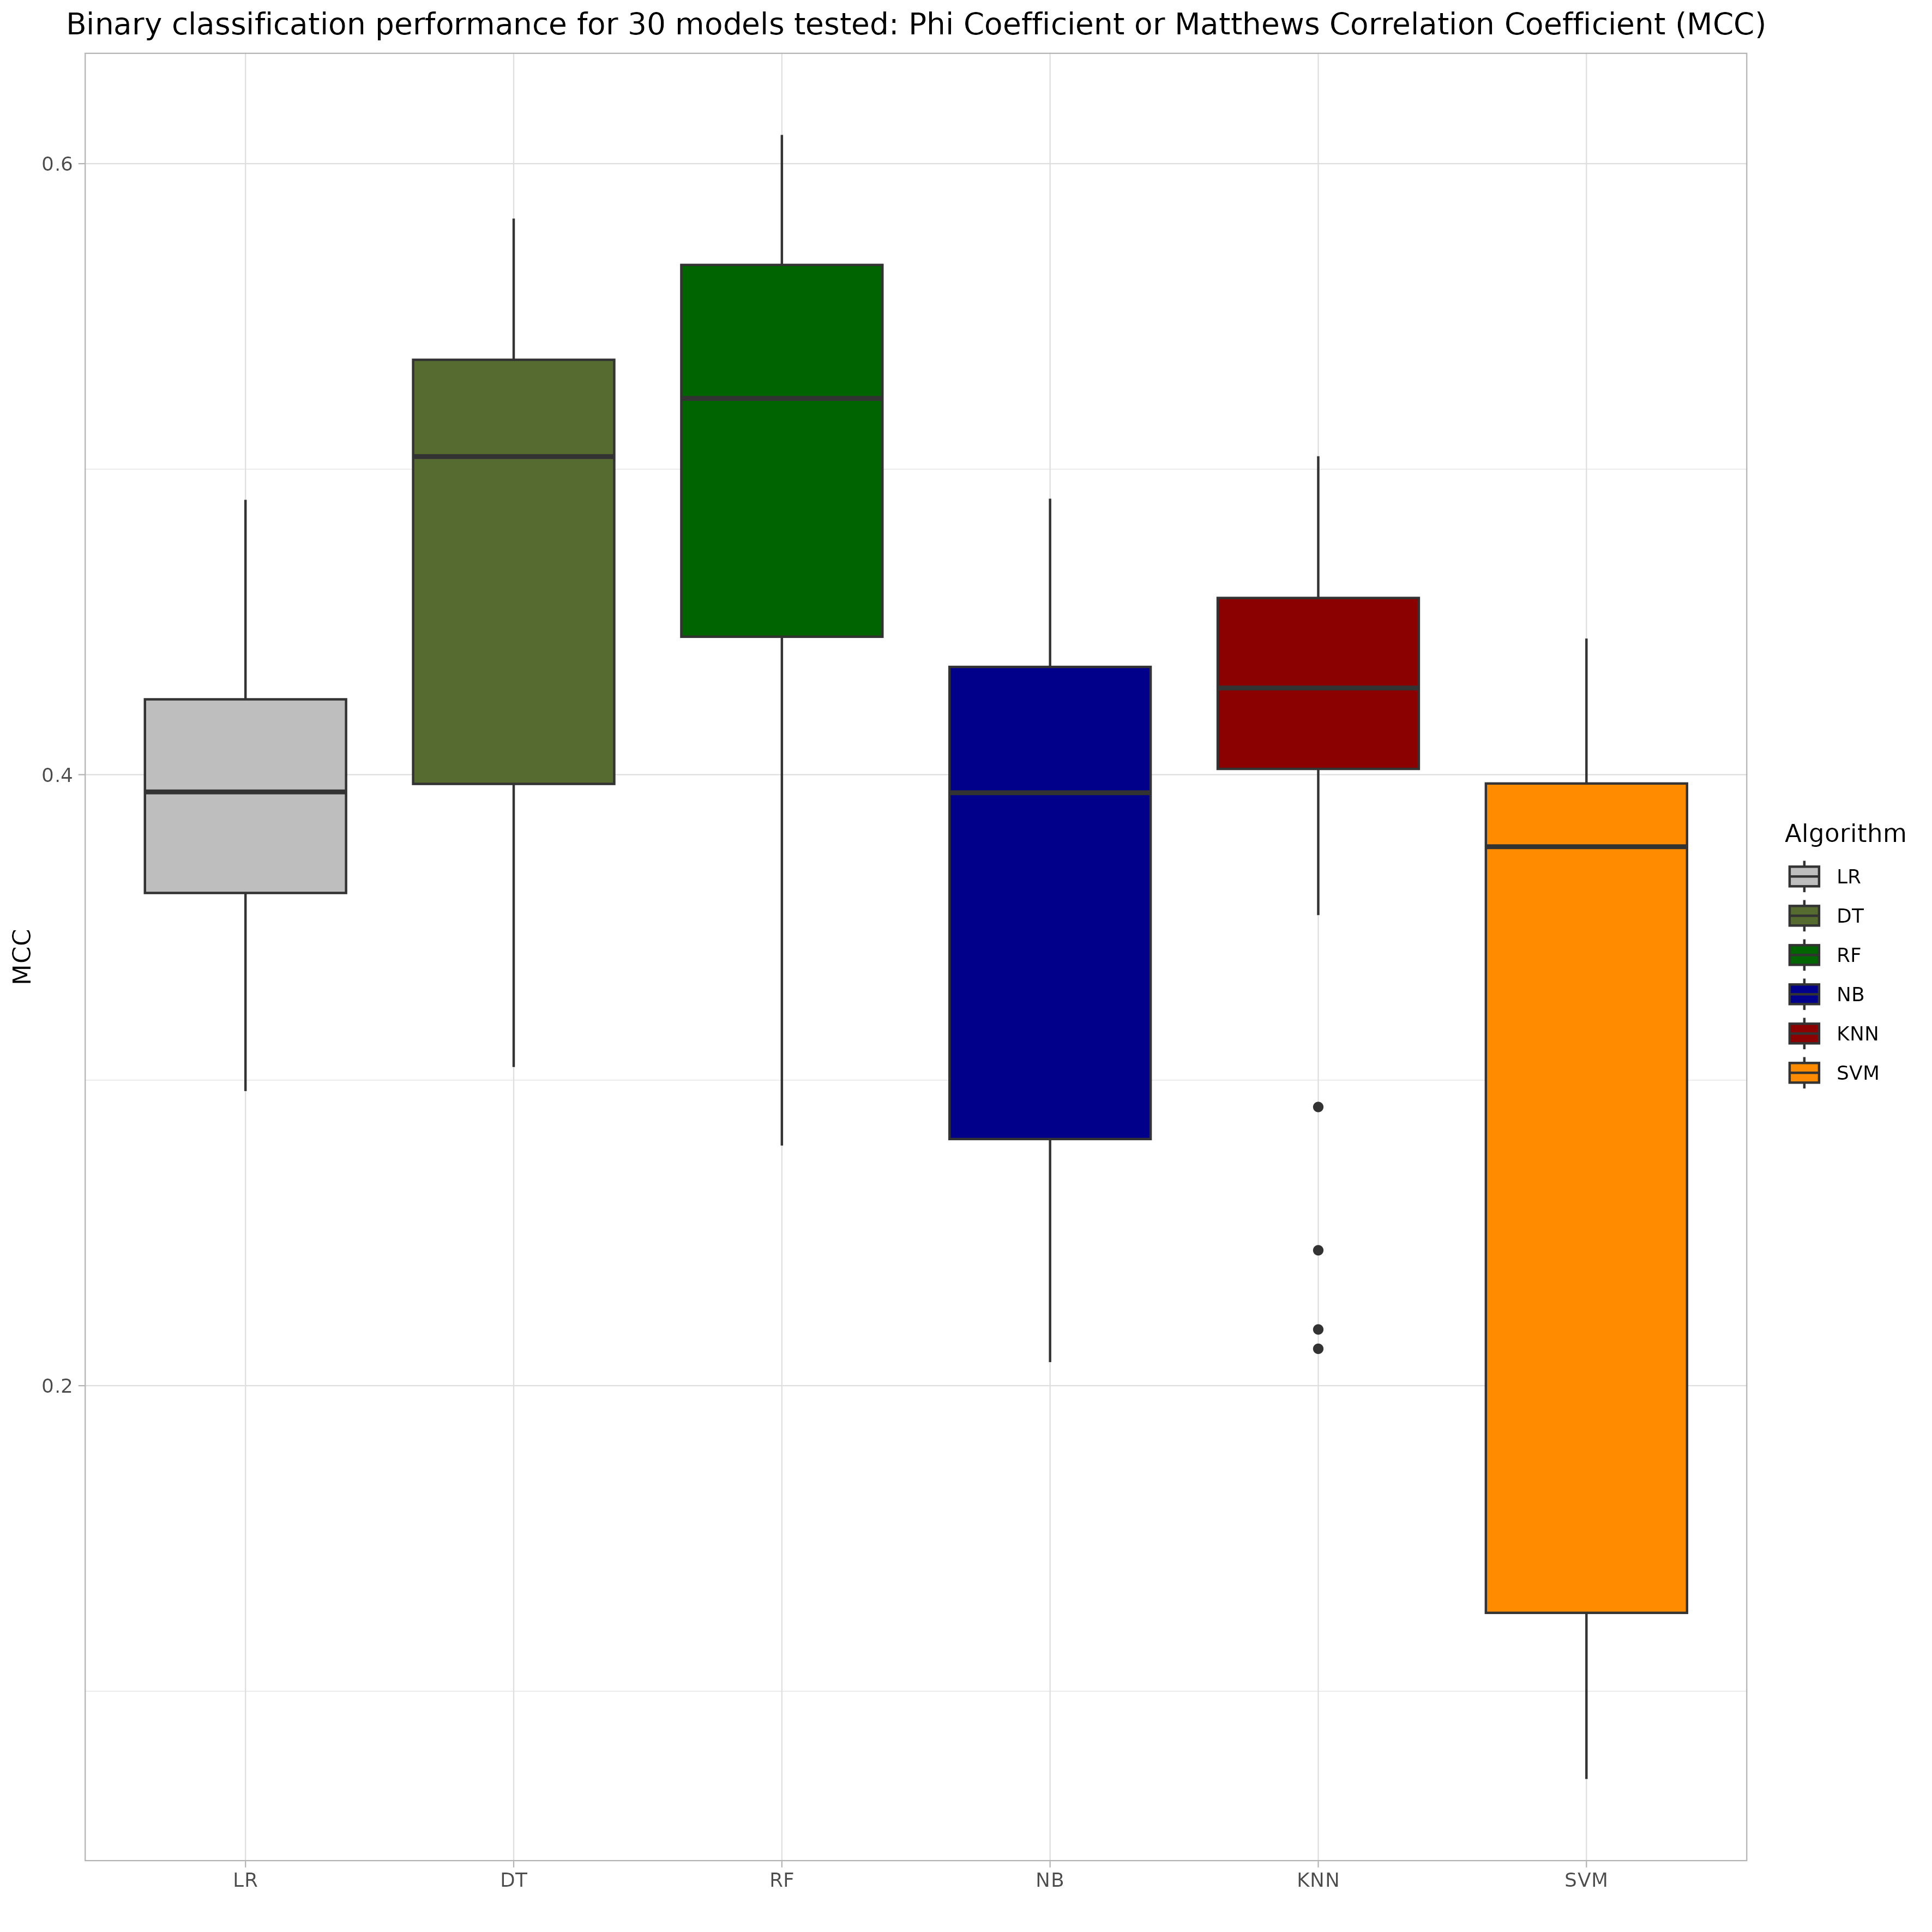 Binary classification performance for 30 models tested: Phi Coefficient or Matthews Correlation Coefficient (MCC)
0.6
0.4
0.2
MCC
LR
DT
RF
NB
KNN
SVM
Algorithm
LR
DT
RF
NB
KNN
SVM